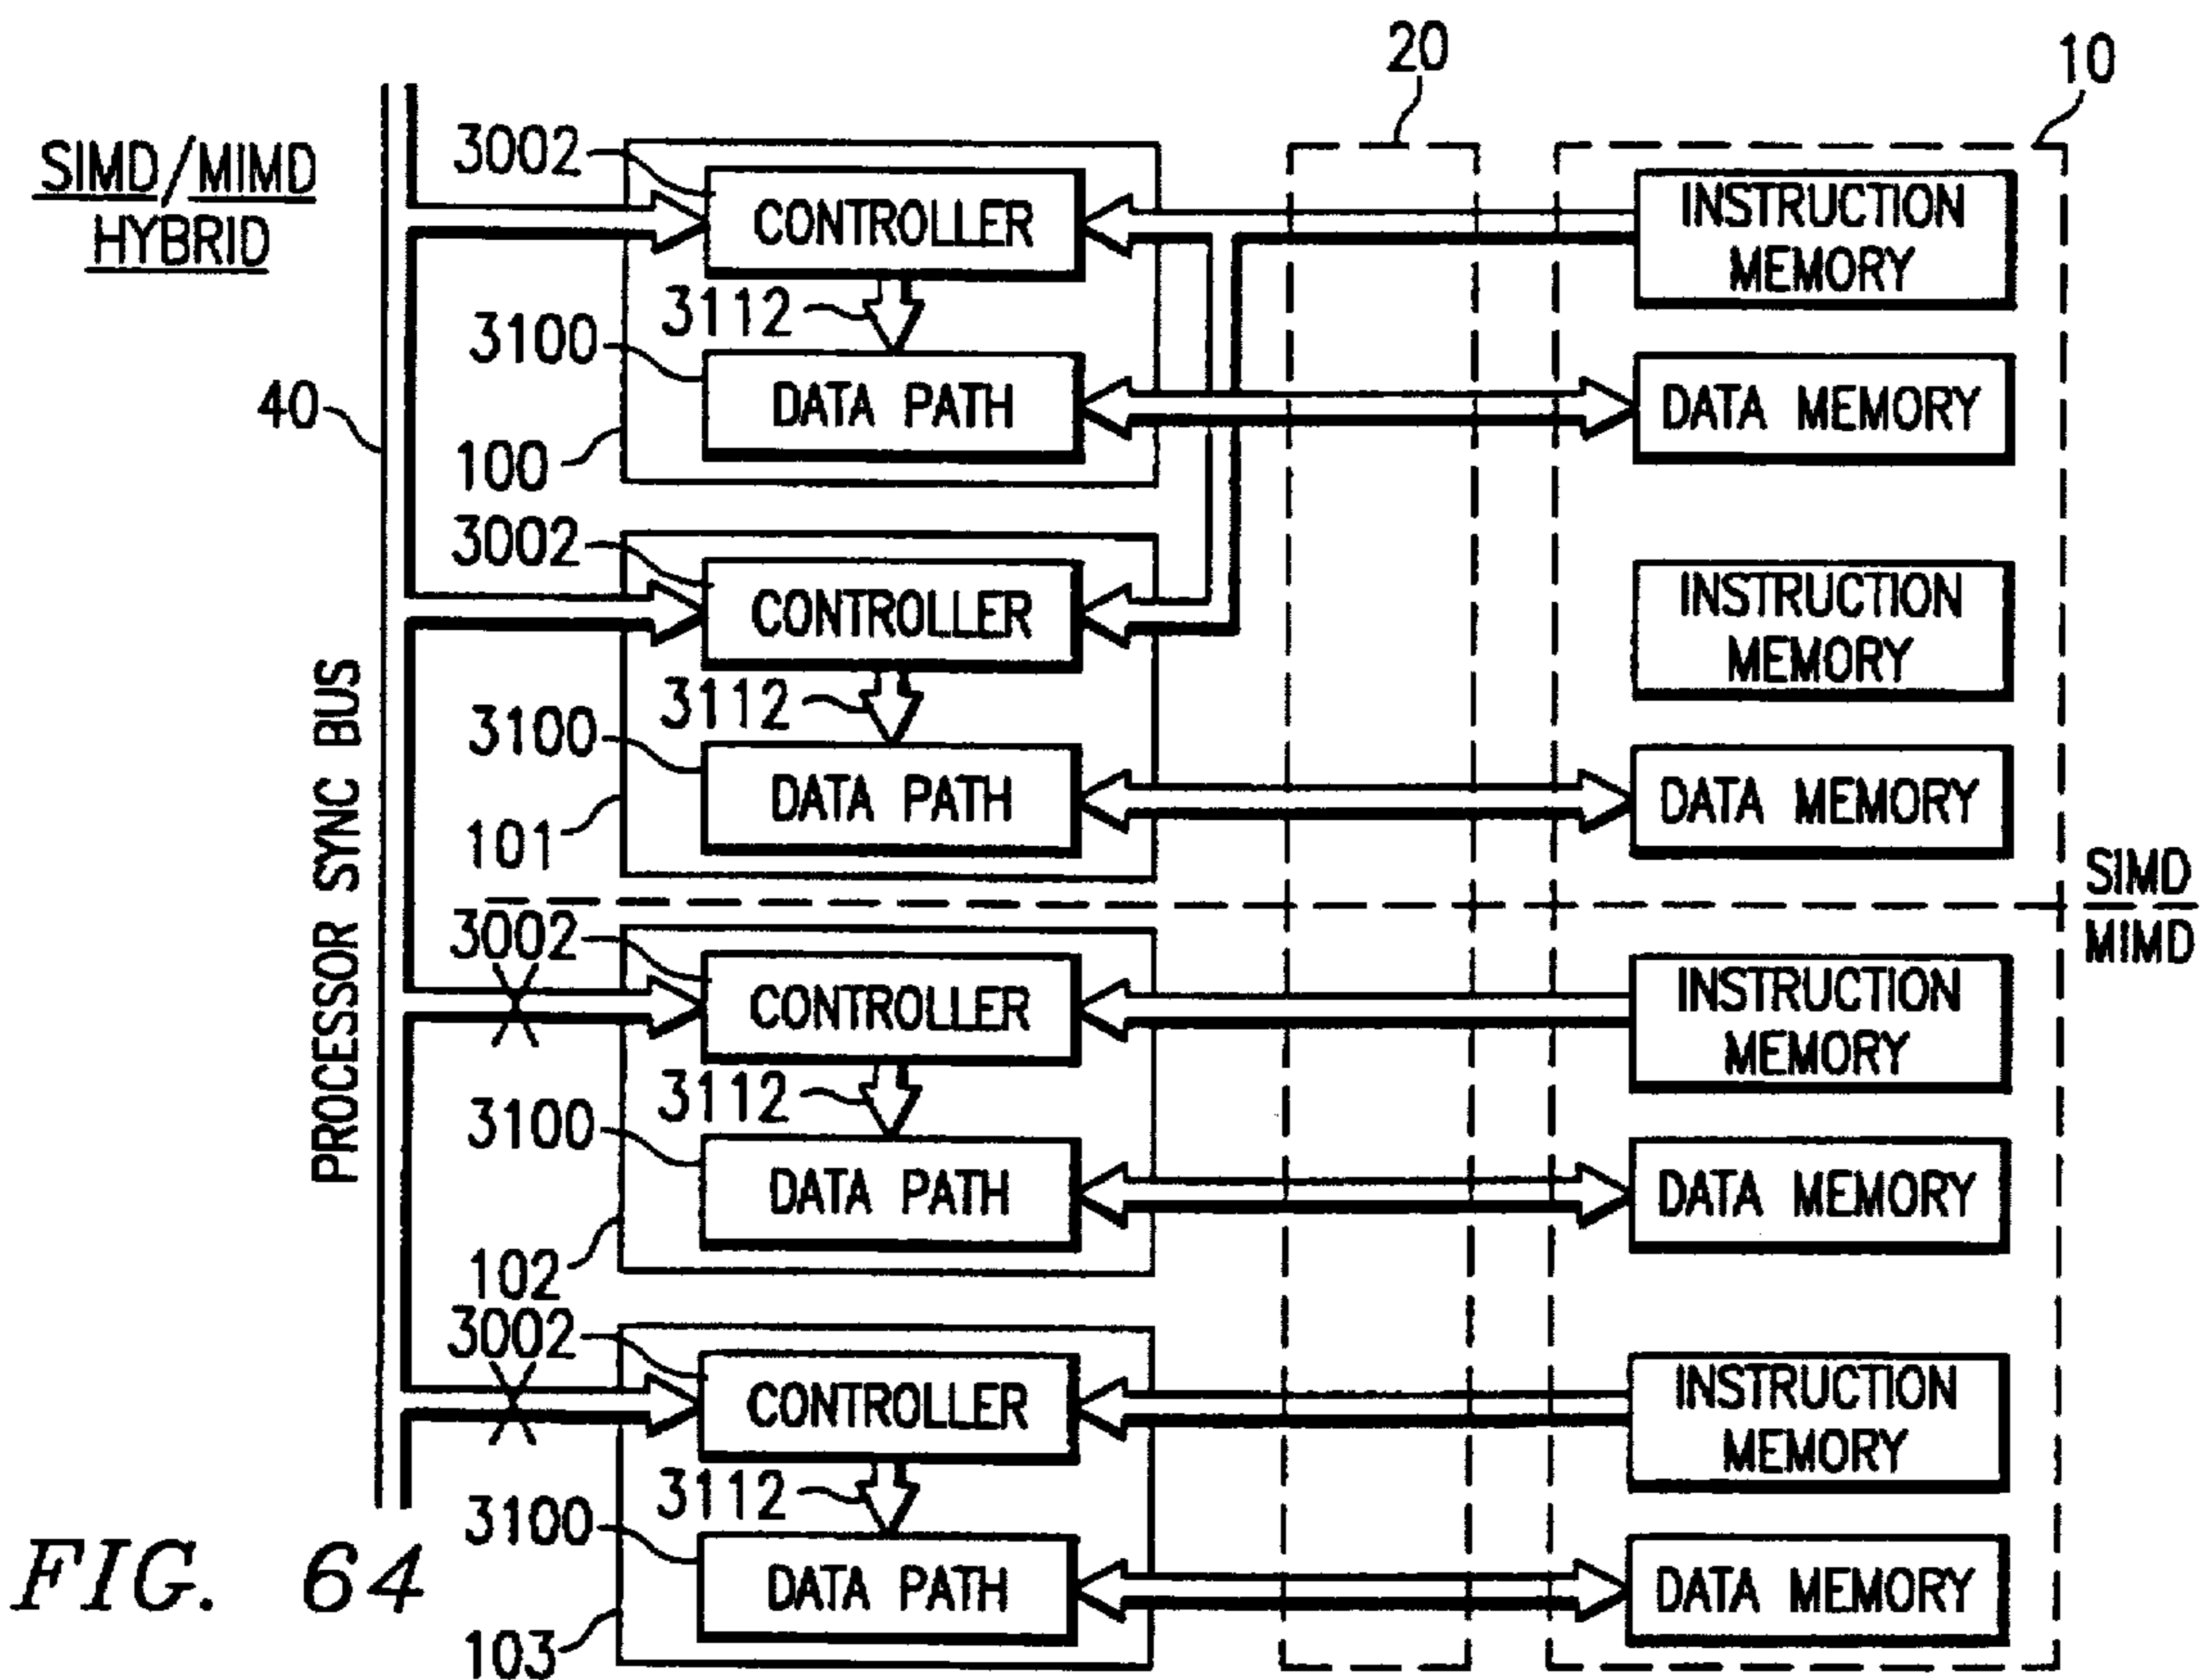 20
10
SIMD/MIMD
HYBRID
3002
CONTROLLER
INSTRUCTION
MEMORY
3112
3100
DATA PATH
DATA MEMORY
40
100
3002
CONTROLLER
INSTRUCTION
MEMORY
3112
3100
DATA PATH
DATA MEMORY
101
PROCESSOR SYNC BUS
SIMD
MIMD
3002
CONTROLLER
INSTRUCTION
MEMORY
3112
3100
DATA PATH
DATA MEMORY
102
3002
CONTROLLER
INSTRUCTION
MEMORY
3112
3100
DATA PATH
DATA MEMORY
103
FIG. 64